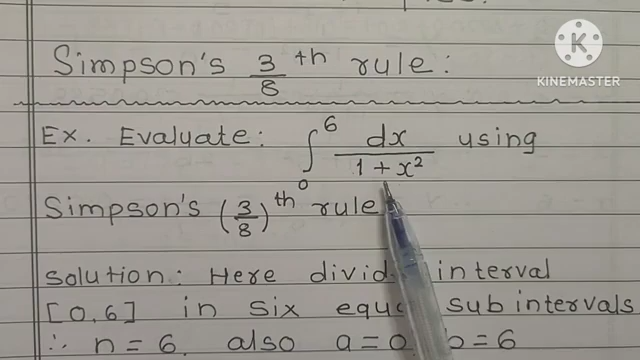 K
KINEMASTER
Simpson's 3/8 th rule:
Ex. Evaluate: ∫₀⁶ dx/(1+x²) using
Simpson's (3/8)th rule
Solution: Here divide interval
[0,6] in six equal sub intervals
∴ n=6, also a=0, b=6